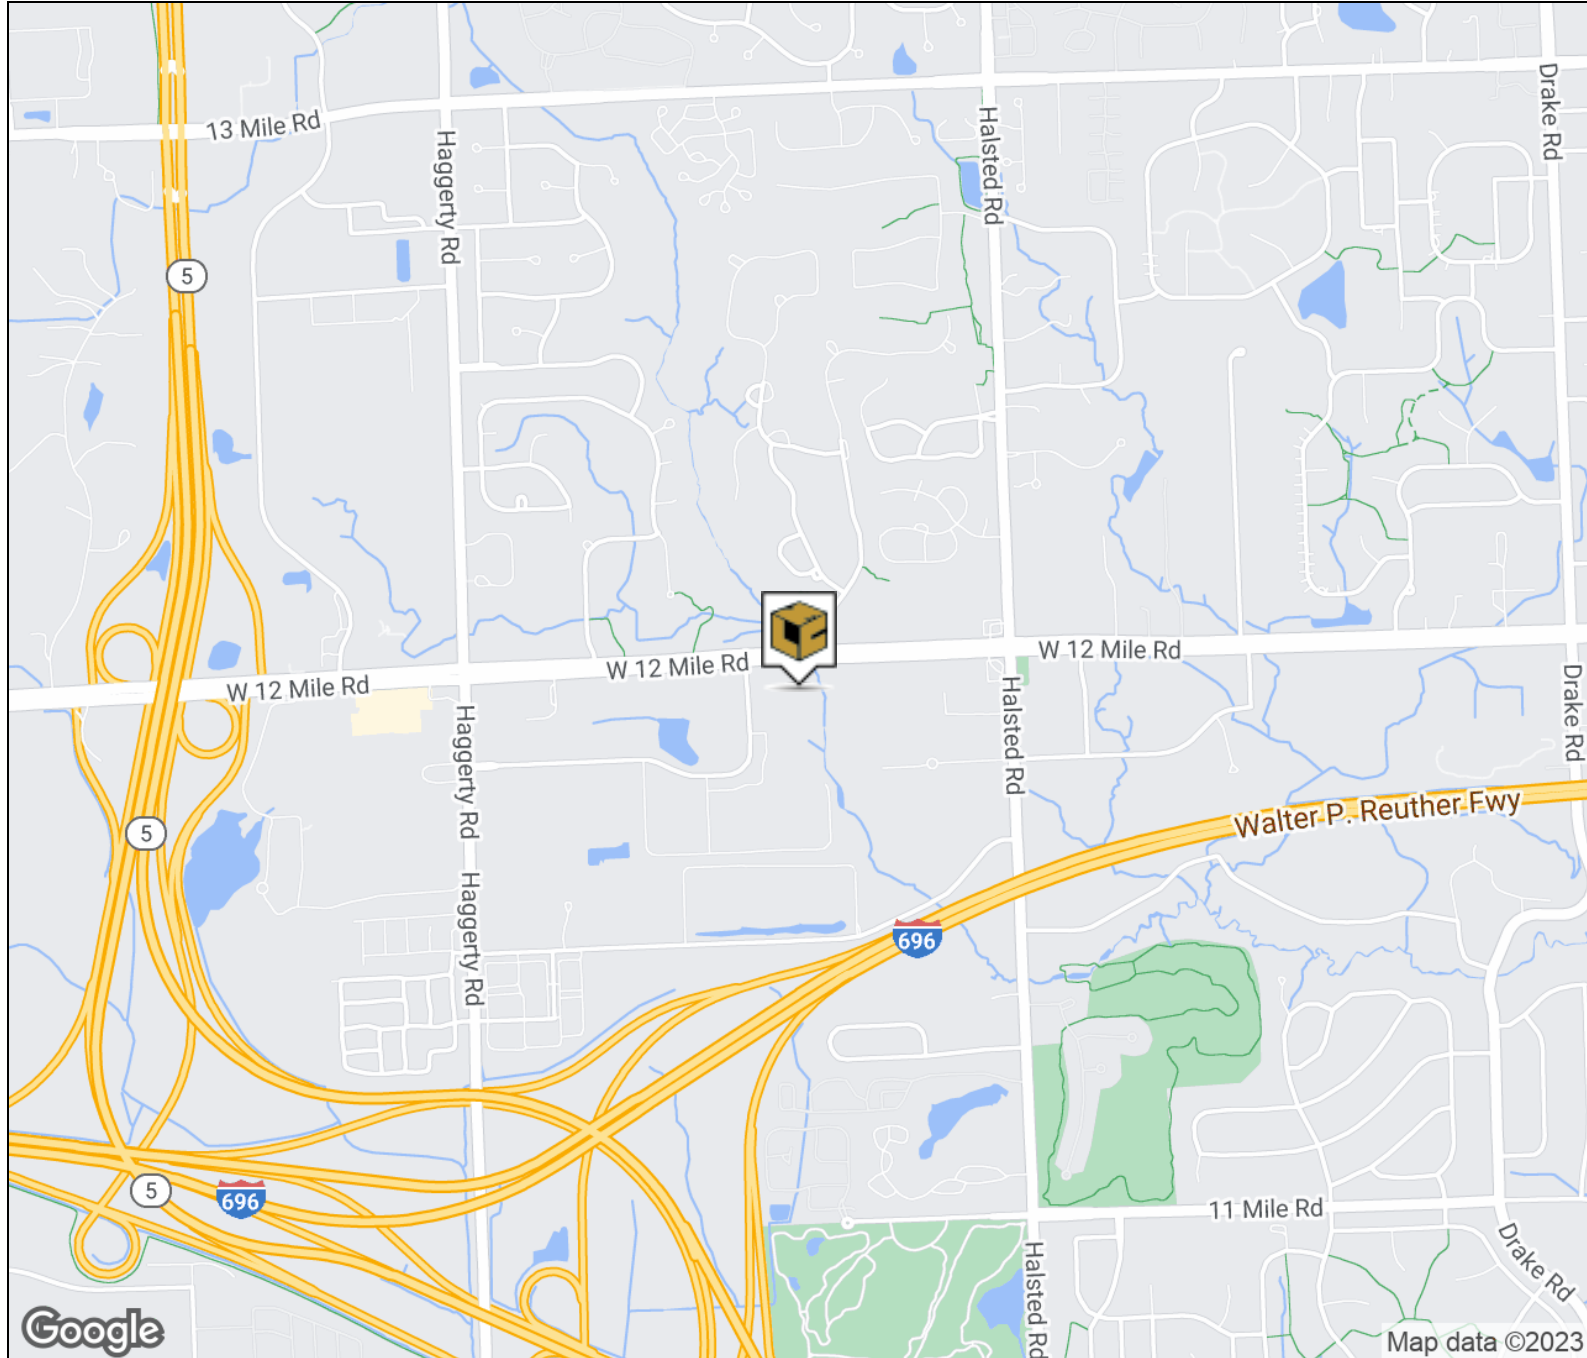 13 Mile Rd
Haggerty Rd
Halsted Rd
Drake Rd
5
W 12 Mile Rd
W 12 Mile Rd
W 12 Mile Rd
Haggerty Rd
Halsted Rd
Drake Rd
5
Walter P. Reuther Fwy
Haggerty Rd
696
5
696
11 Mile Rd
Halsted Rd
Drake Rd
Google
Map data ©2023